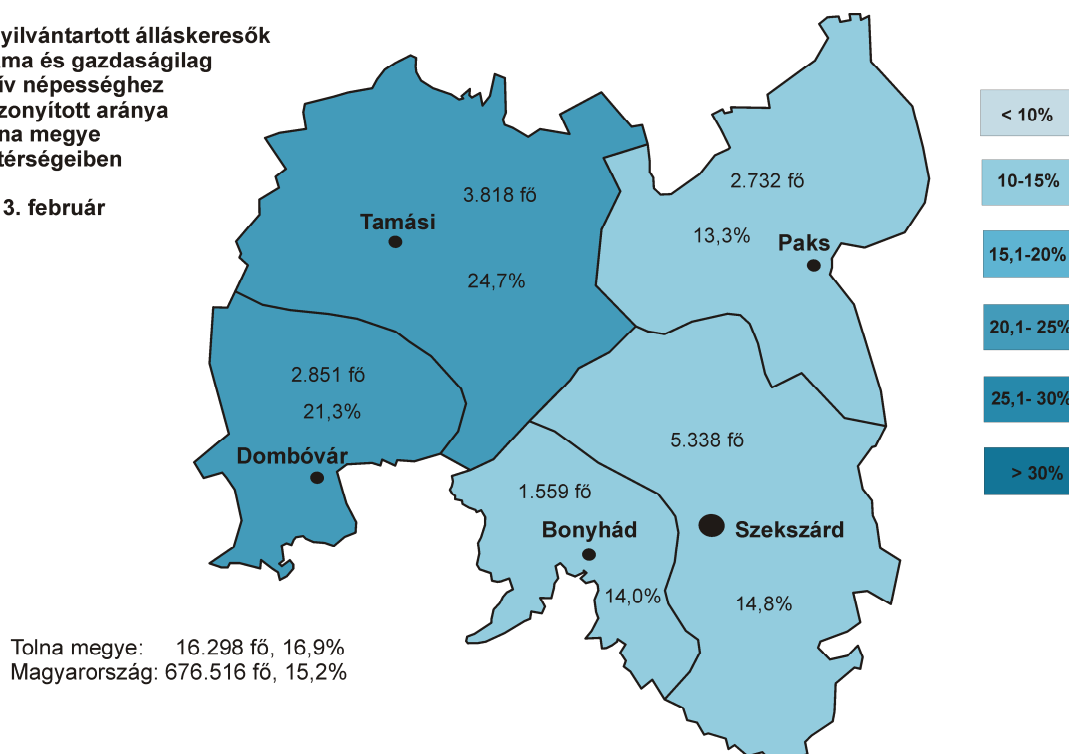 yilvántartott álláskeresők
ma és gazdaságilag
ív népességhez
zonyított aránya
na megye
térségeiben
3. február
< 10%
10-15%
15,1-20%
20,1- 25%
25,1- 30%
> 30%
3.818 fő
Tamási
24,7%
2.732 fő
13,3%
Paks
2.851 fő
21,3%
Dombóvár
5.338 fő
Szekszárd
14,8%
1.559 fő
Bonyhád
14,0%
Tolna megye: 16.298 fő, 16,9%
Magyarország: 676.516 fő, 15,2%